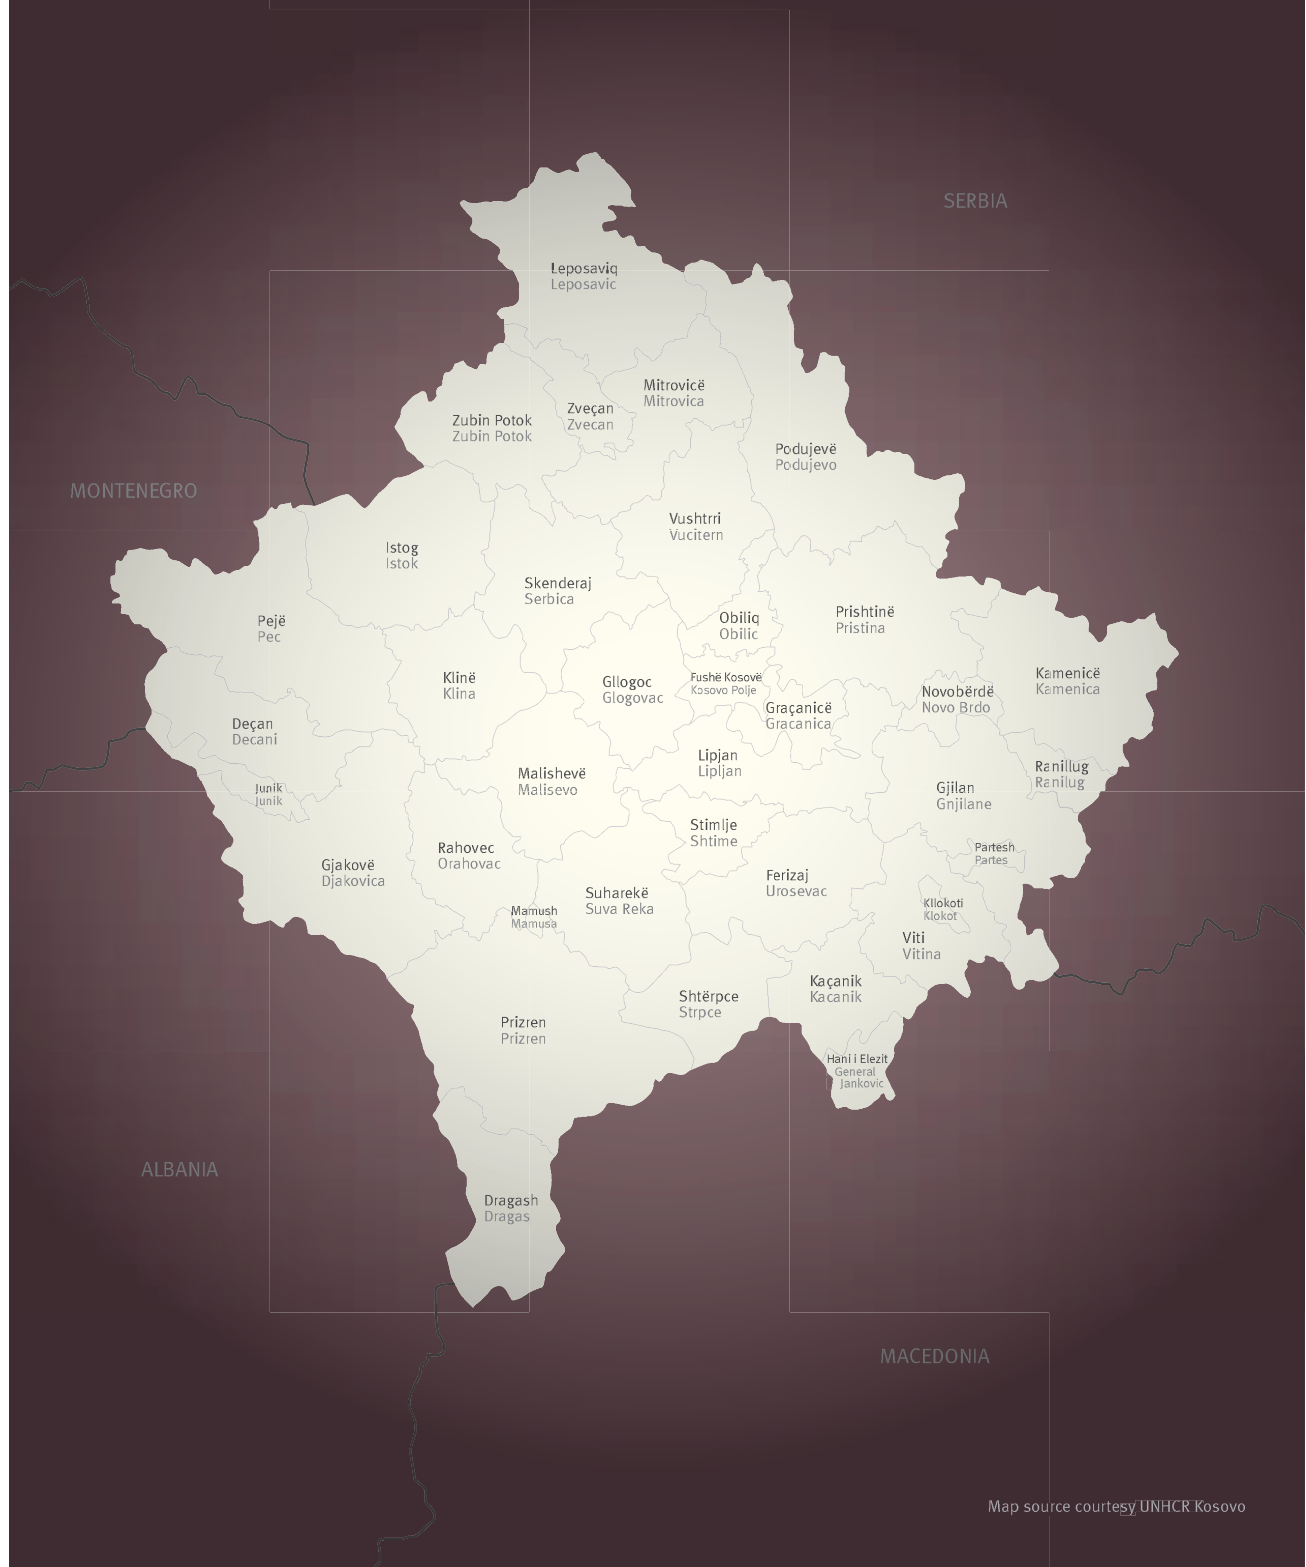 SERBIA
Leposaviq
Leposavic
Mitrovicë
Mitrovica
Zveçan
Zvecan
Zubin Potok
Zubin Potok
Podujevë
Podujevo
MONTENEGRO
Vushtrri
Vucitern
Istog
Istok
Skenderaj
Serbica
Prishtinë
Pristina
Obiliq
Obilic
Pejë
Pec
Kamenicë
Kamenica
Klinë
Klina
Gllogoc
Glogovac
Fushë Kosovë
Kosovo Polje
Novobërdë
Novo Brdo
Graçanicë
Gracanica
Deçan
Decani
Lipjan
Lipljan
Ranillug
Ranilug
Malishevë
Malisevo
Junik
Junik
Gjilan
Gnjilane
Stimlje
Shtime
Rahovec
Orahovac
Partesh
Partes
Gjakovë
Djakovica
Ferizaj
Urosevac
Suharekë
Suva Reka
Kllokoti
Klokot
Mamush
Mamusa
Viti
Vitina
Kaçanik
Kacanik
Shtërpce
Strpce
Prizren
Prizren
Hani i Elezit
General
Jankovic
ALBANIA
Dragash
Dragas
MACEDONIA
Map source courtesy UNHCR Kosovo